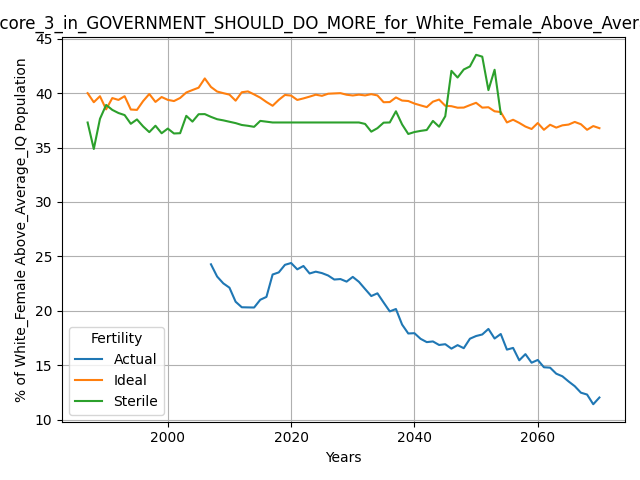 core_3_in_GOVERNMENT_SHOULD_DO_MORE_for_White_Female_Above_Aver
% of White_Female Above_Average_IQ Population
45
40
35
30
25
20
15
10
Fertility
Actual
Ideal
Sterile
2000
2020
2040
2060
Years